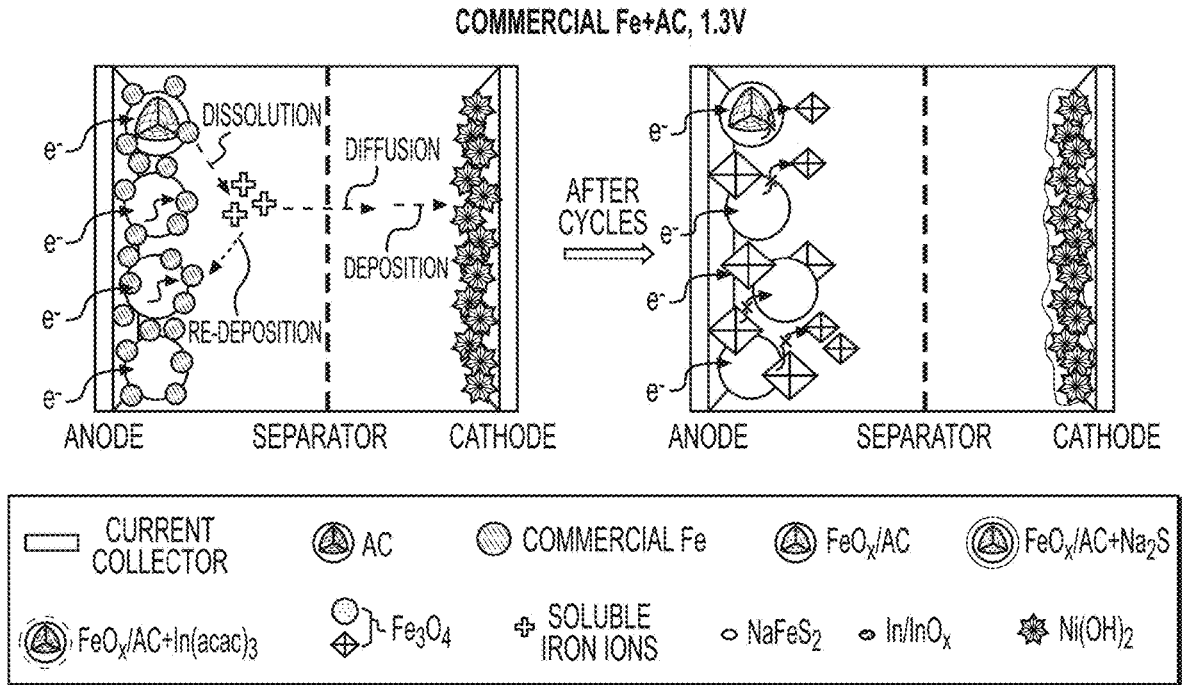 COMMERCIAL Fe+AC, 1.3V
DISSOLUTION
DIFFUSION
DEPOSITION
RE-DEPOSITION
e-
e-
e-
e-
ANODE
SEPARATOR
CATHODE
AFTER
CYCLES
e-
e-
e-
e-
ANODE
SEPARATOR
CATHODE
CURRENT
COLLECTOR
AC
COMMERCIAL Fe
FeOx/AC
FeOx/AC+Na2S
FeOx/AC+In(acac)3
Fe3O4
SOLUBLE
IRON IONS
NaFeS2
In/InOx
Ni(OH)2